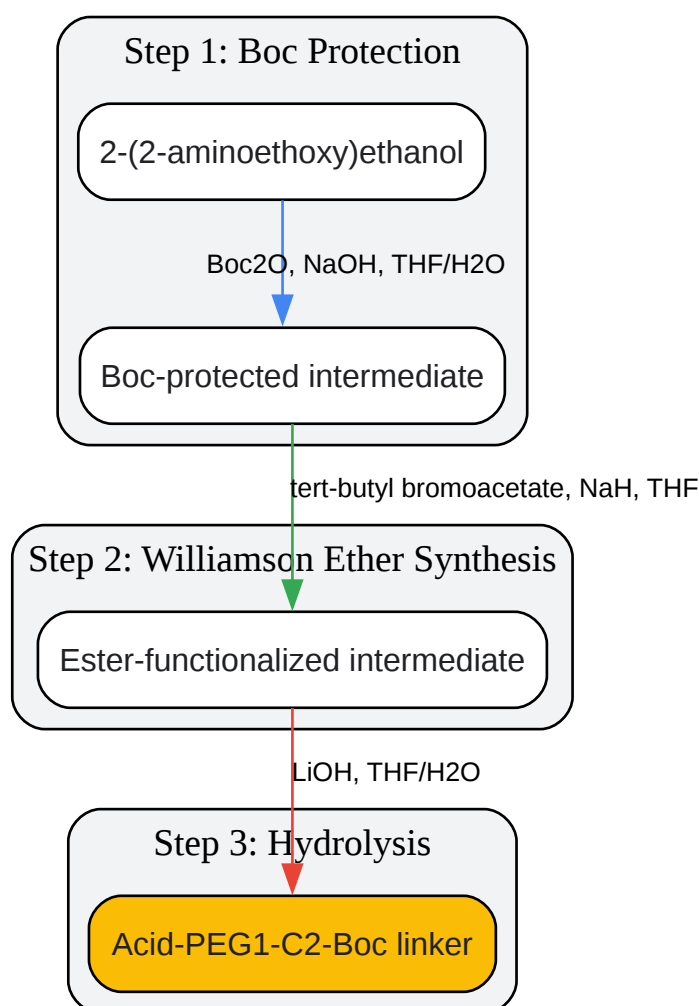 Step 1: Boc Protection
2-(2-aminoethoxy)ethanol
Boc2O, NaOH, THF/H2O
Boc-protected intermediate
tert-butyl bromoacetate, NaH, THF
Step 2: Williamson Ether Synthesis
Ester-functionalized intermediate
LiOH, THF/H2O
Step 3: Hydrolysis
Acid-PEG1-C2-Boc linker